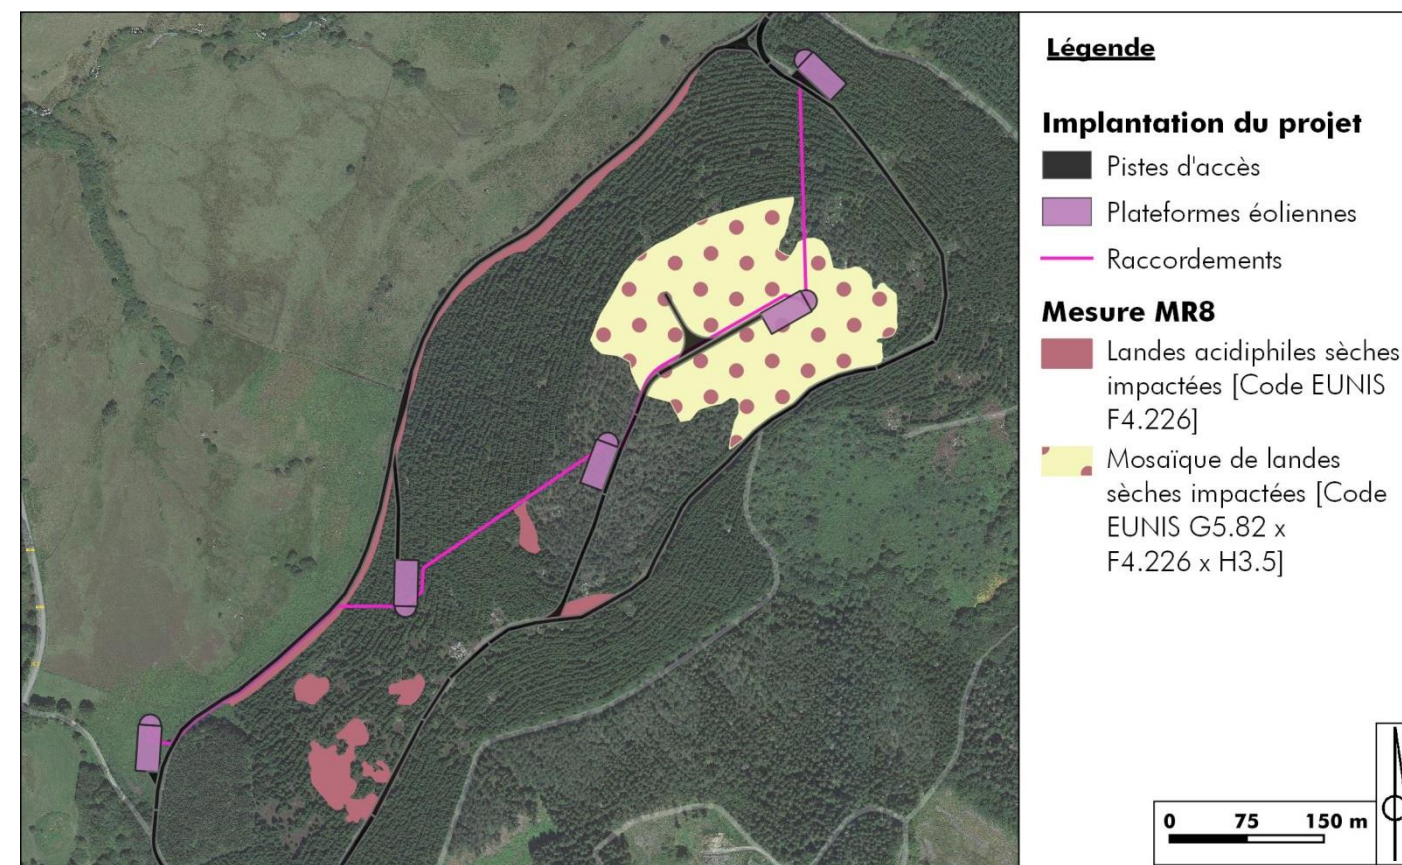 Légende
Implantation du projet
Pistes d'accès
Plateformes éoliennes
Raccordements
Mesure MR8
Landes acidiphiles sèches
impactées [Code EUNIS
F4.226]
Mosaïque de landes
sèches impactées [Code
EUNIS G5.82 x
F4.226 x H3.5]
0 75 150 m